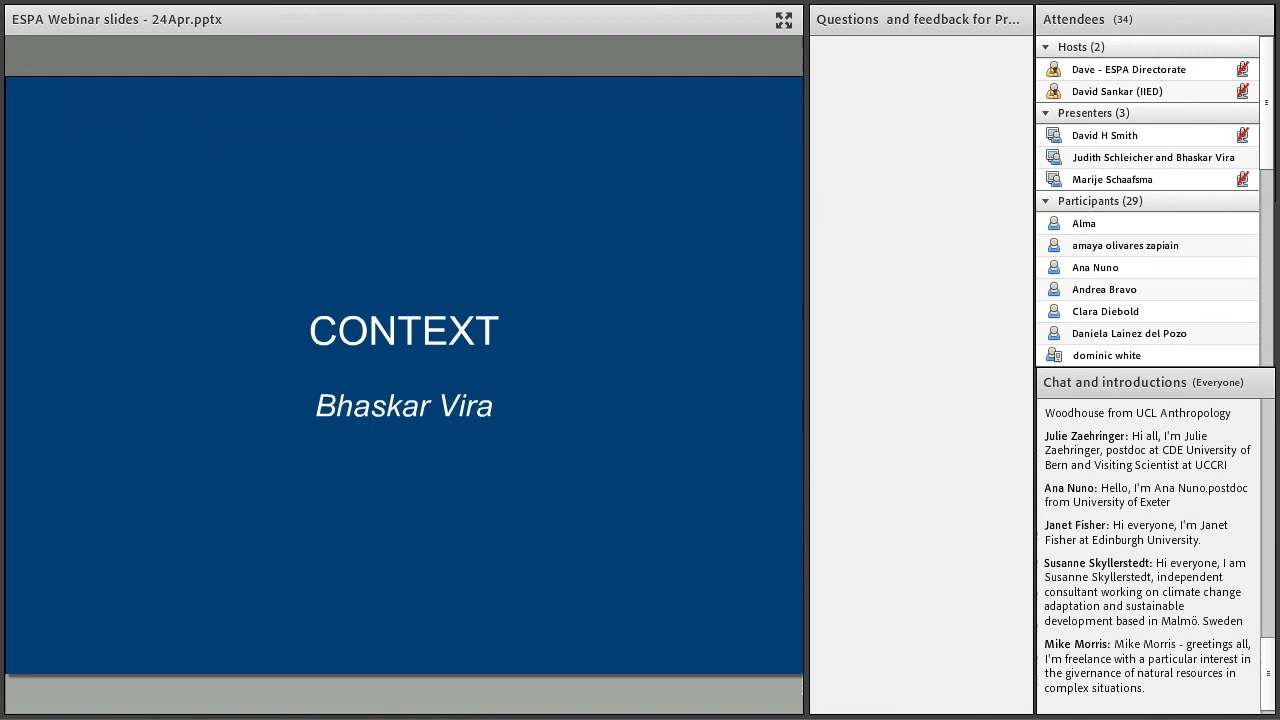 ESPA Webinar slides - 24Apr.pptx
CONTEXT
Bhaskar Vira
Questions  and feedback for Pr...
Attendees (34)
Hosts (2)
Dave - ESPA Directorate
David Sankar (IIED)
Presenters (3)
David H Smith
Judith Schleicher and Bhaskar Vira
Marije Schaafsma
Participants (29)
Alma
amaya olivares zapiain
Ana Nuno
Andrea Bravo
Clara Diebold
Daniela Lainez del Pozo
dominic white
Chat and introductions (Everyone)
Woodhouse from UCL Anthropology
Julie Zaehringer: Hi all, I'm Julie
Zaehringer, postdoc at CDE University of
Bern and Visiting Scientist at UCCRI
Ana Nuno: Hello, I'm Ana Nuno.postdoc
from University of Exeter
Janet Fisher: Hi everyone, I'm Janet
Fisher at Edinburgh University.
Susanne Skyllerstedt: Hi everyone, I am
Susanne Skyllerstedt, independent
consultant working on climate change
adaptation and sustainable
development based in Malmö. Sweden
Mike Morris: Mike Morris - greetings all,
I'm freelance with a particular interest in
the givernance of natural resources in
complex situations.